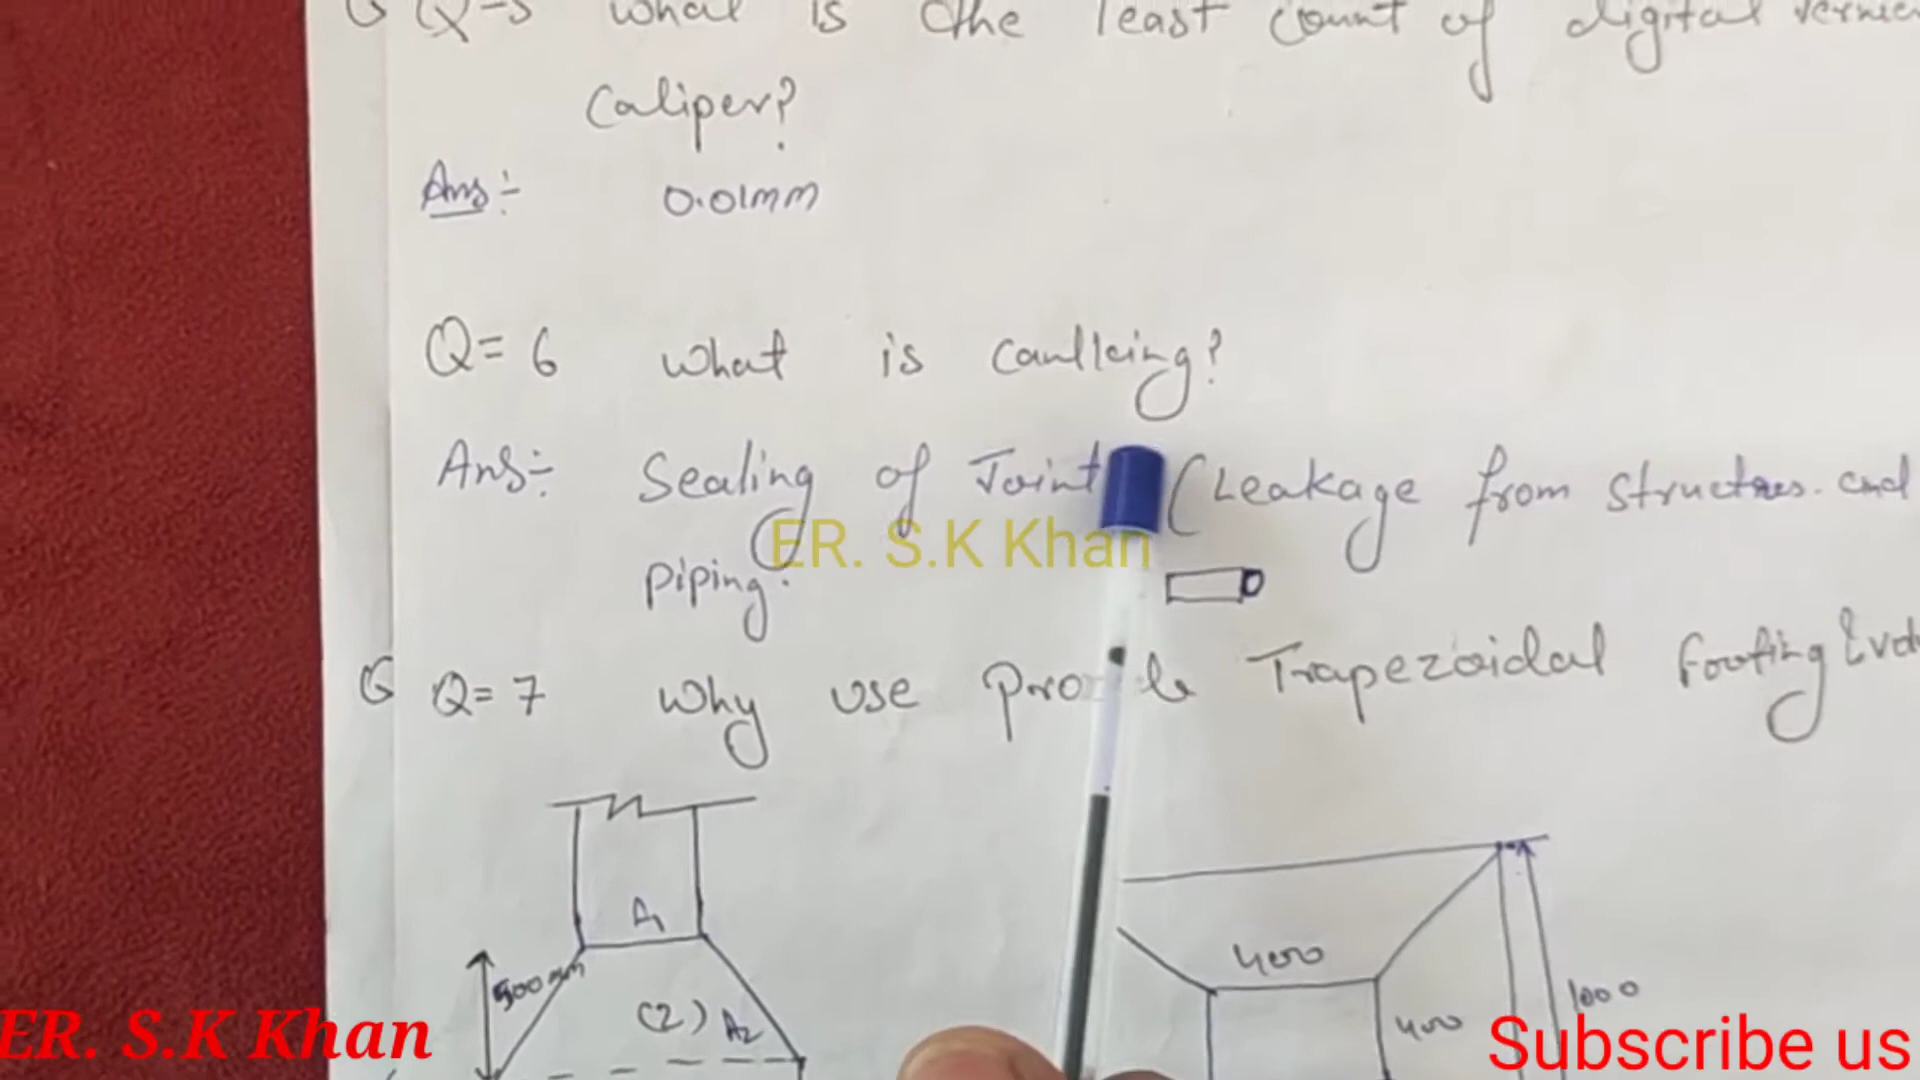 Q-5 What is the least count of digital vernier
Caliper?
Ans:- 0.01mm
Q= 6 What is Caulking?
Ans:- Sealing of Joint (Leakage from structures and
piping.
ER. S.K Khan
Q= 7 Why use Trapezoidal footing
A1
500mm
(2) A2
400
400
1000
ER. S.K Khan
Subscribe us